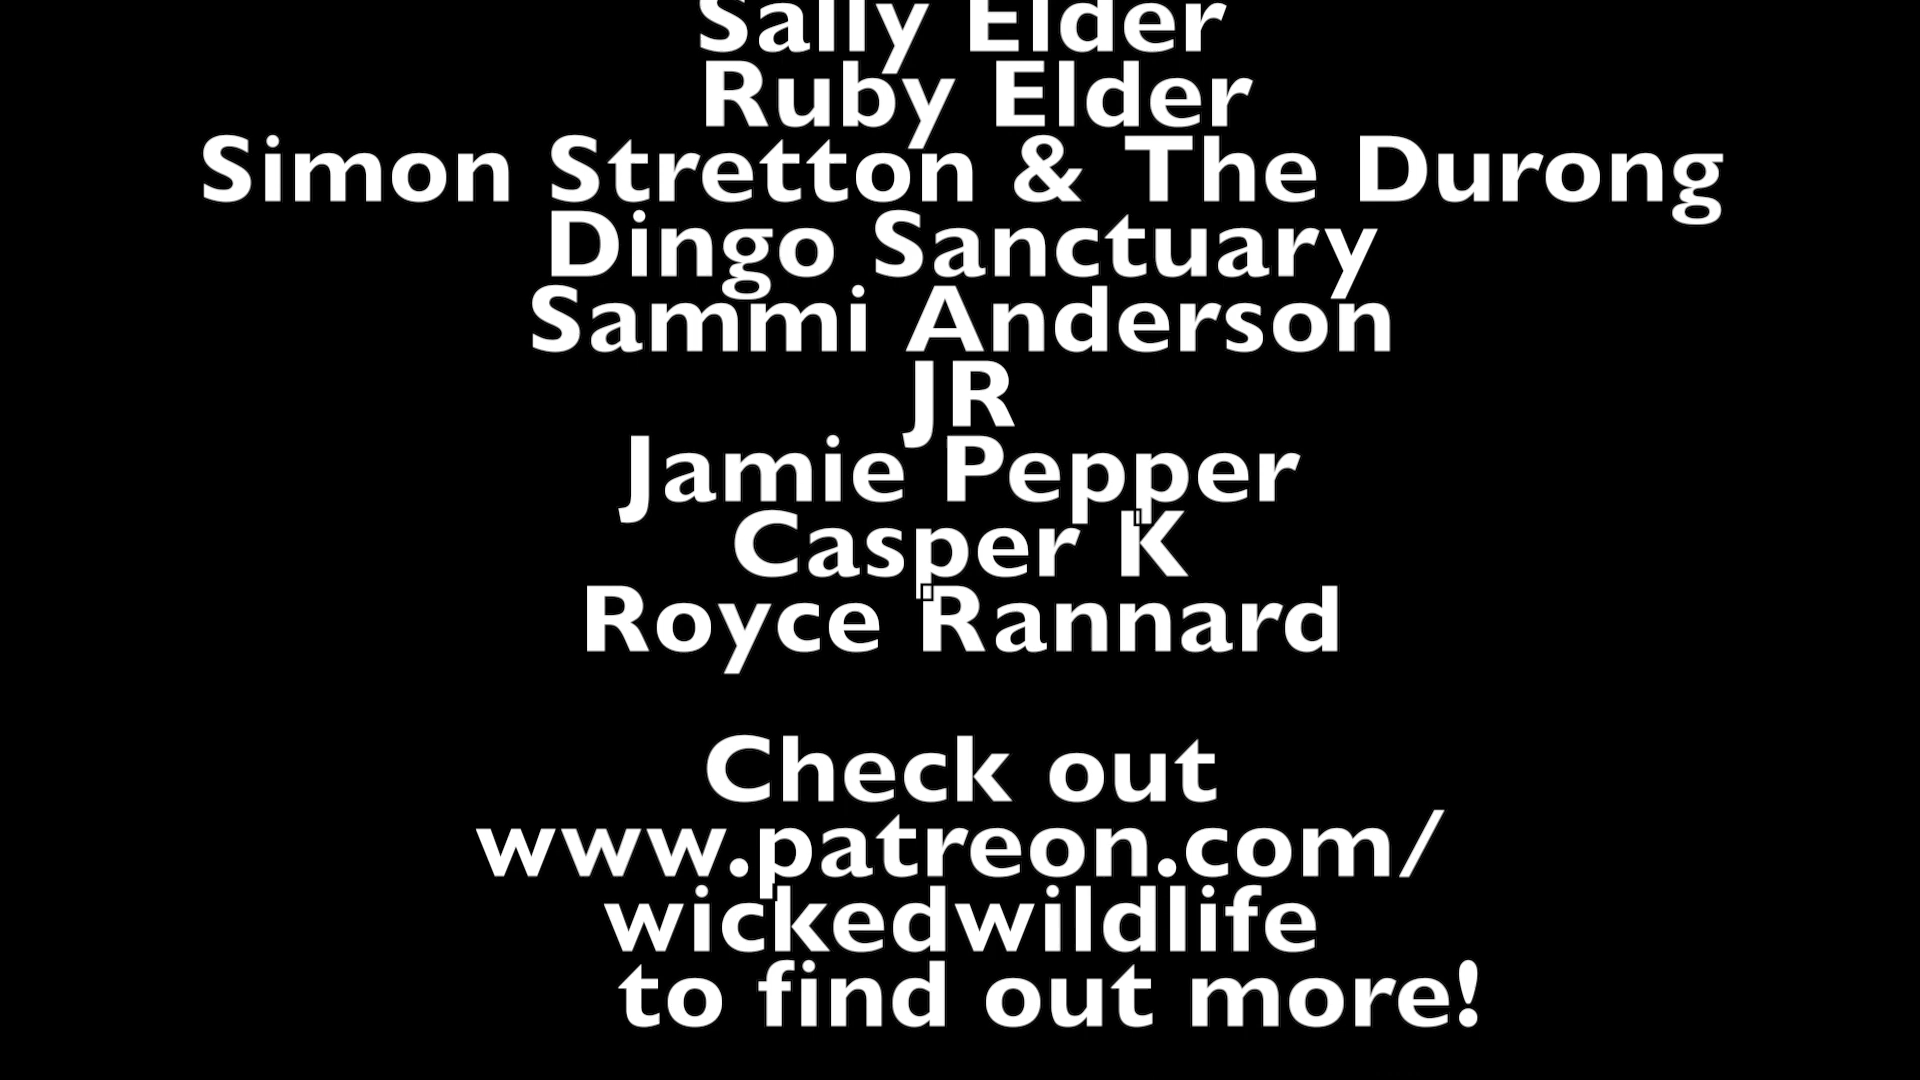 Sally Elder
Ruby Elder
Simon Stretton & The Durong
Dingo Sanctuary
Sammi Anderson
JR
Jamie Pepper
Casper K
Royce Rannard
Check out
www.patreon.com/
wickedwildlife
to find out more!